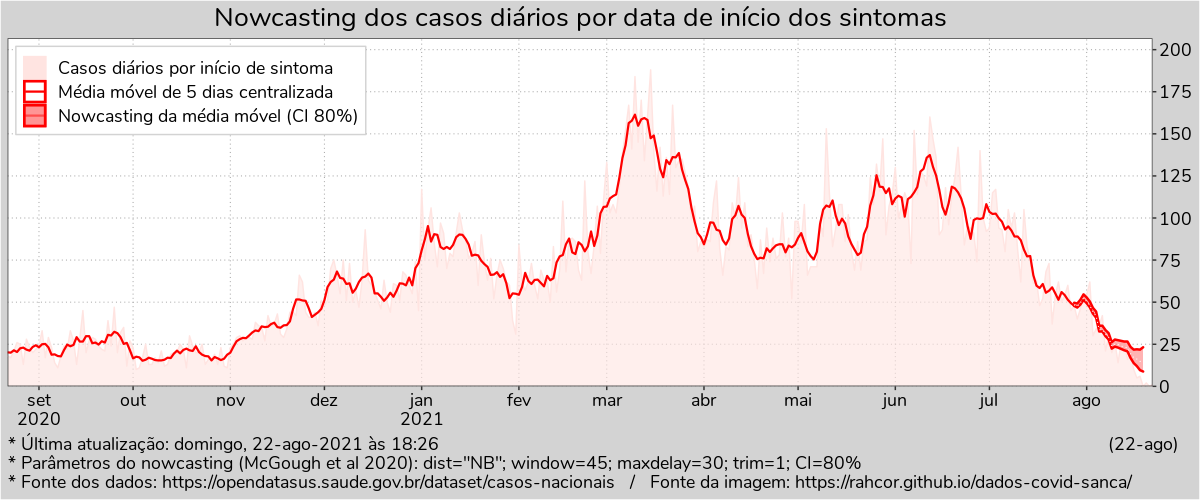 Nowcasting dos casos diários por data de início dos sintomas
Casos diários por início de sintoma
Média móvel de 5 dias centralizada
Nowcasting da média móvel (CI 80%)
200
175
150
125
100
75
50
25
0
set out nov dez jan fev mar abr mai jun jul ago
2020 2021
* Última atualização: domingo, 22-ago-2021 às 18:26 (22-ago)
* Parâmetros do nowcasting (McGough et al 2020): dist="NB"; window=45; maxdelay=30; trim=1; CI=80%
* Fonte dos dados: https://opendatasus.saude.gov.br/dataset/casos-nacionais / Fonte da imagem: https://rahcor.github.io/dados-covid-sanca/